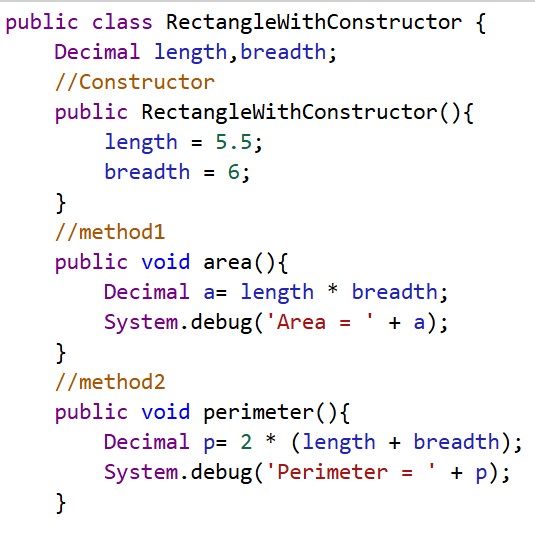 public class RectangleWithConstructor {
    Decimal length,breadth;
    //Constructor
    public RectangleWithConstructor(){
        length = 5.5;
        breadth = 6;
    }
    //method1
    public void area(){
        Decimal a= length * breadth;
        System.debug('Area = ' + a);
    }
    //method2
    public void perimeter(){
        Decimal p= 2 * (length + breadth);
        System.debug('Perimeter = ' + p);
    }